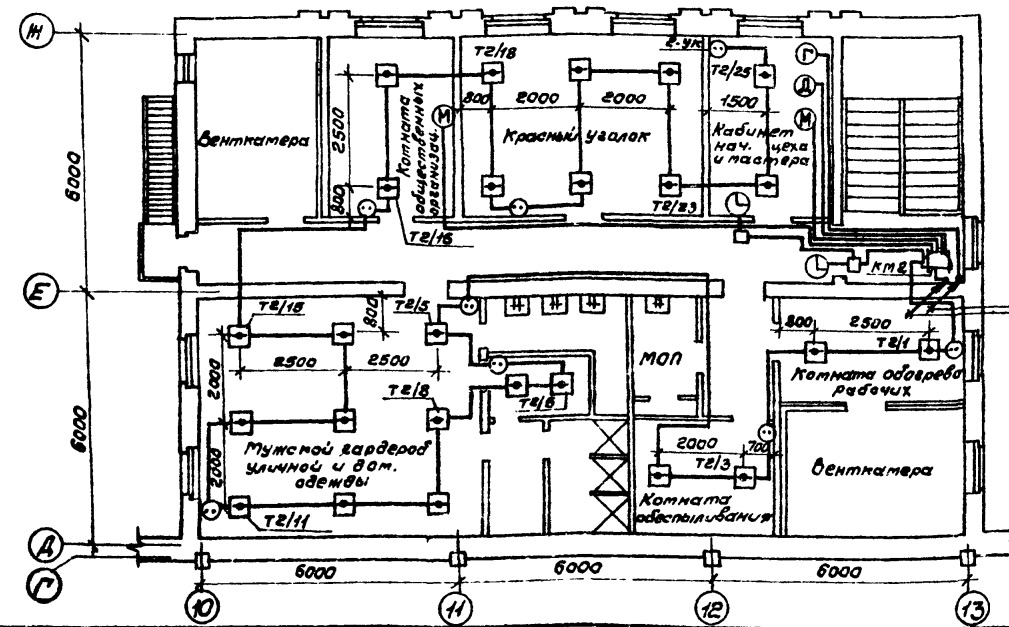 Ж
Е
Д
Г
6000
6000
Венткамера
2500
800
Комната
общественных
организац.
Т2/16
Т2/18
М
800
2000
2000
Красный уголок
Т2/23
2-ук
Т2/25
1500
Кабинет
нач. цеха
и мастера
Г
Д
М
КМ2
Т2/16
800
Т2/5
2500
2500
2000
2000
Т2/8
Т2/6
Мужской гардероб
уличной и дом.
одежды
Т2/11
МОП
2000
700
Т2/3
Комната
обеспыливания
800
2500
Т2/1
Комната обогрева
рабочих
Венткамера
6000
6000
6000
10
11
12
13